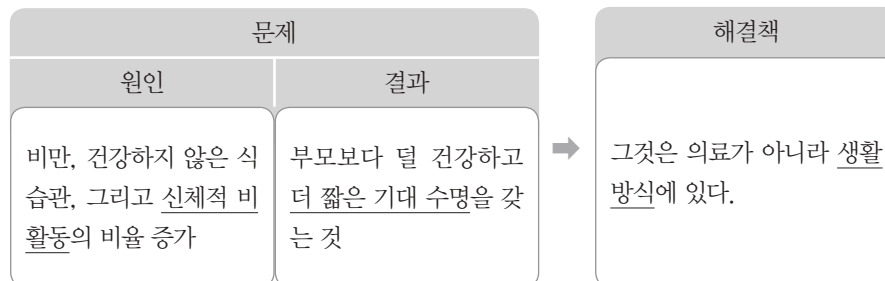 문제
원인
결과
비만, 건강하지 않은 식
습관, 그리고 신체적 비
활동의 비율 증가
부모보다 덜 건강하고
더 짧은 기대 수명을 갖
는 것
해결책
그것은 의료가 아니라 생활
방식에 있다.